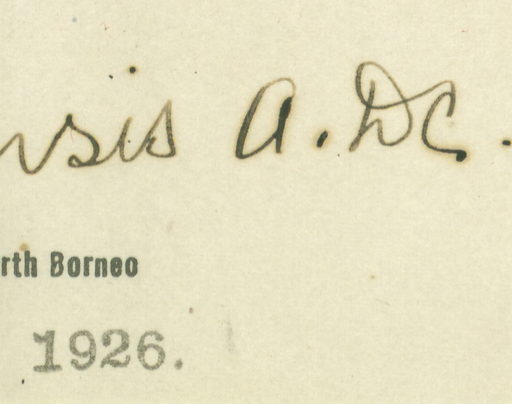 nsis A. DC.
rth Borneo
1926.